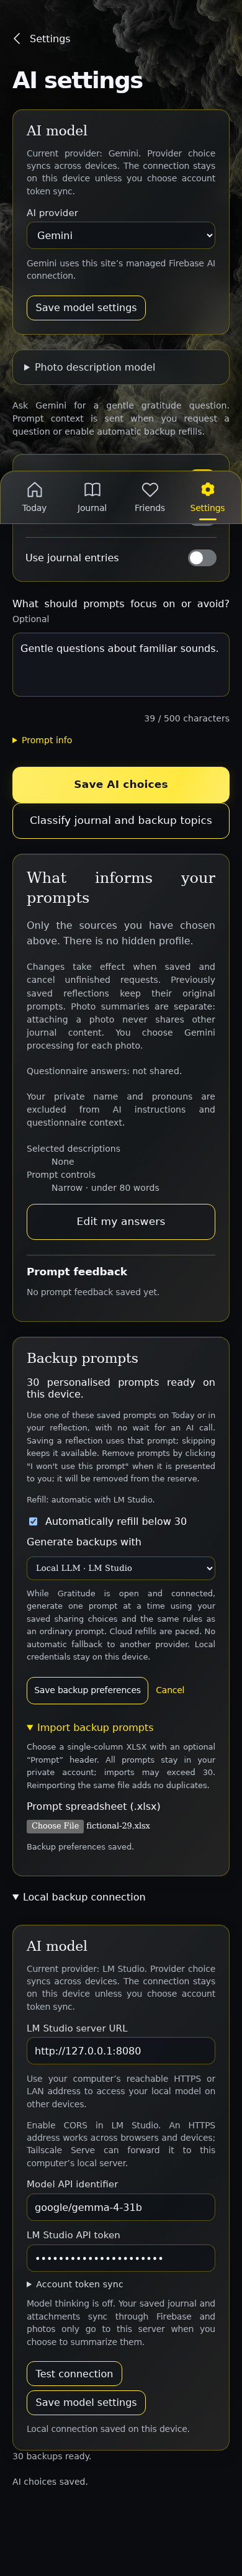 Settings
AI settings
AI model
Current provider: Gemini. Provider choice
syncs across devices. The connection stays
on this device unless you choose account
token sync.
AI provider
Gemini
Gemini uses this site's managed Firebase AI
connection.
Save model settings
▶ Photo description model
Ask Gemini for a gentle gratitude question.
Prompt context is sent when you request a
question or enable automatic backup refills.
Today
Journal
Friends
Settings
Use journal entries
What should prompts focus on or avoid?
Optional
Gentle questions about familiar sounds.
39 / 500 characters
▶ Prompt info
Save AI choices
Classify journal and backup topics
What informs your
prompts
Only the sources you have chosen
above. There is no hidden profile.
Changes take effect when saved and
cancel unfinished requests. Previously
saved reflections keep their original
prompts. Photo summaries are separate:
attaching a photo never shares other
journal content. You choose Gemini
processing for each photo.
Questionnaire answers: not shared.
Your private name and pronouns are
excluded from AI instructions and
questionnaire context.
Selected descriptions
None
Prompt controls
Narrow · under 80 words
Edit my answers
Prompt feedback
No prompt feedback saved yet.
Backup prompts
30 personalised prompts ready on
this device.
Use one of these saved prompts on Today or in
your reflection, with no wait for an AI call.
Saving a reflection uses that prompt; skipping
keeps it available. Remove prompts by clicking
"I won't use this prompt" when it is presented
to you; it will be removed from the reserve.
Refill: automatic with LM Studio.
Automatically refill below 30
Generate backups with
Local LLM · LM Studio
While Gratitude is open and connected,
generate one prompt at a time using your
saved sharing choices and the same rules as
an ordinary prompt. Cloud refills are paced. No
automatic fallback to another provider. Local
credentials stay on this device.
Save backup preferences Cancel
▼ Import backup prompts
Choose a single-column XLSX with an optional
"Prompt" header. All prompts stay in your
private account; imports may exceed 30.
Reimporting the same file adds no duplicates.
Prompt spreadsheet (.xlsx)
Choose File fictional-29.xlsx
Backup preferences saved.
▼ Local backup connection
AI model
Current provider: LM Studio. Provider choice
syncs across devices. The connection stays
on this device unless you choose account
token sync.
LM Studio server URL
http://127.0.0.1:8080
Use your computer's reachable HTTPS or
LAN address to access your local model on
other devices.
Enable CORS in LM Studio. An HTTPS
address works across browsers and devices;
Tailscale Serve can forward it to this
computer's local server.
Model API identifier
google/gemma-4-31b
LM Studio API token
••••••••••••••••••••••
▶ Account token sync
Model thinking is off. Your saved journal and
attachments sync through Firebase and
photos only go to this server when you
choose to summarize them.
Test connection
Save model settings
Local connection saved on this device.
30 backups ready.
AI choices saved.